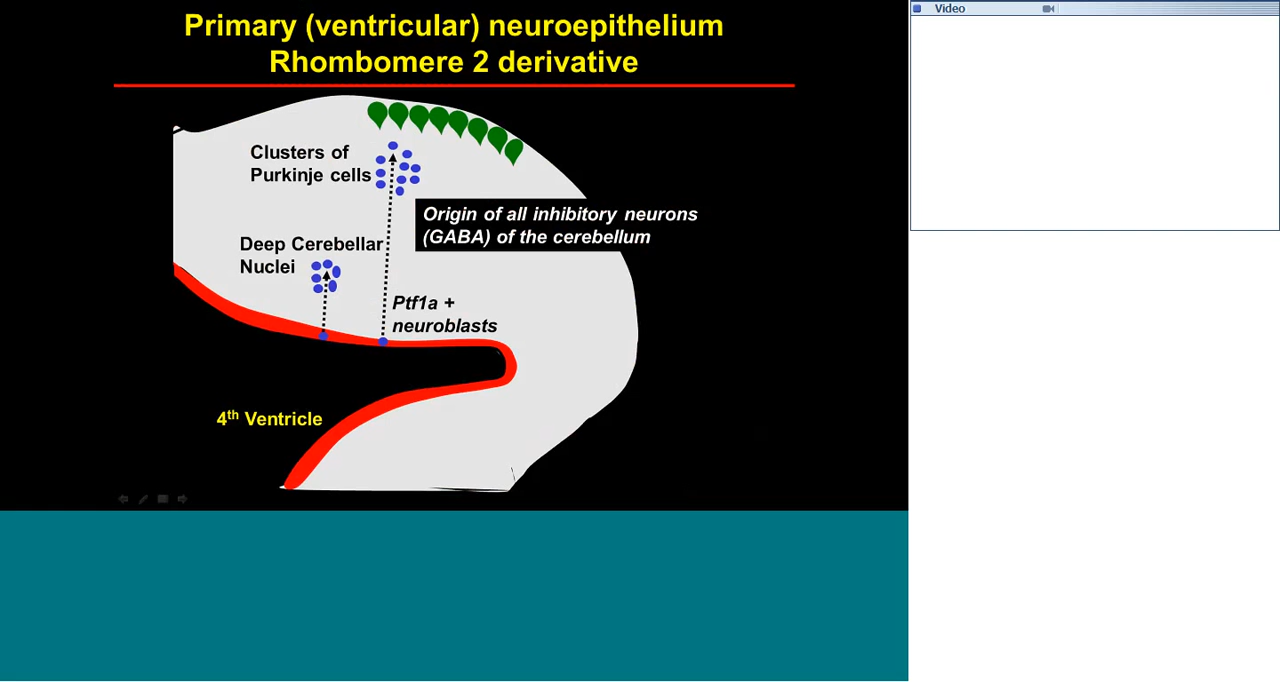 Primary (ventricular) neuroepithelium
Rhombomere 2 derivative
Video
Clusters of
Purkinje cells
Origin of all inhibitory neurons
(GABA) of the cerebellum
Deep Cerebellar
Nuclei
Ptf1a +
neuroblasts
4th Ventricle